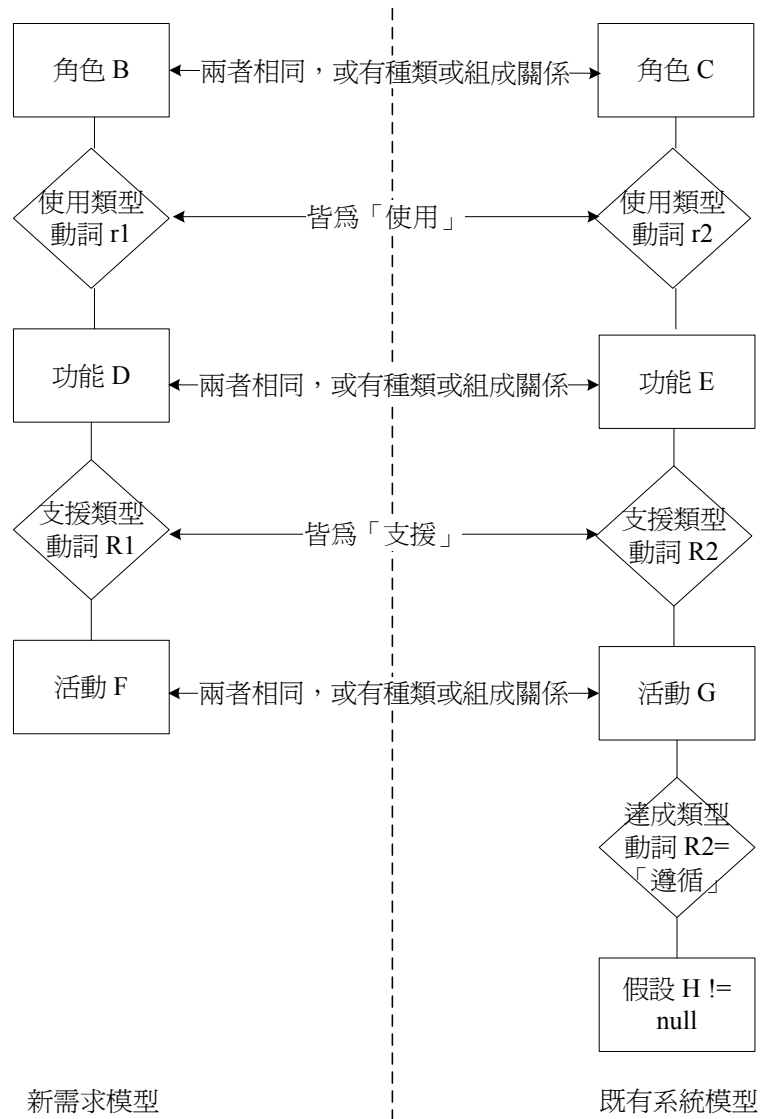 角色 B
兩者相同，或有種類或組成關係
角色 C
使用類型
動詞 r1
皆為「使用」
使用類型
動詞 r2
功能 D
兩者相同，或有種類或組成關係
功能 E
支援類型
動詞 R1
皆為「支援」
支援類型
動詞 R2
活動 F
兩者相同，或有種類或組成關係
活動 G
達成類型
動詞 R2=
「遵循」
假設 H !=
null
新需求模型
既有系統模型